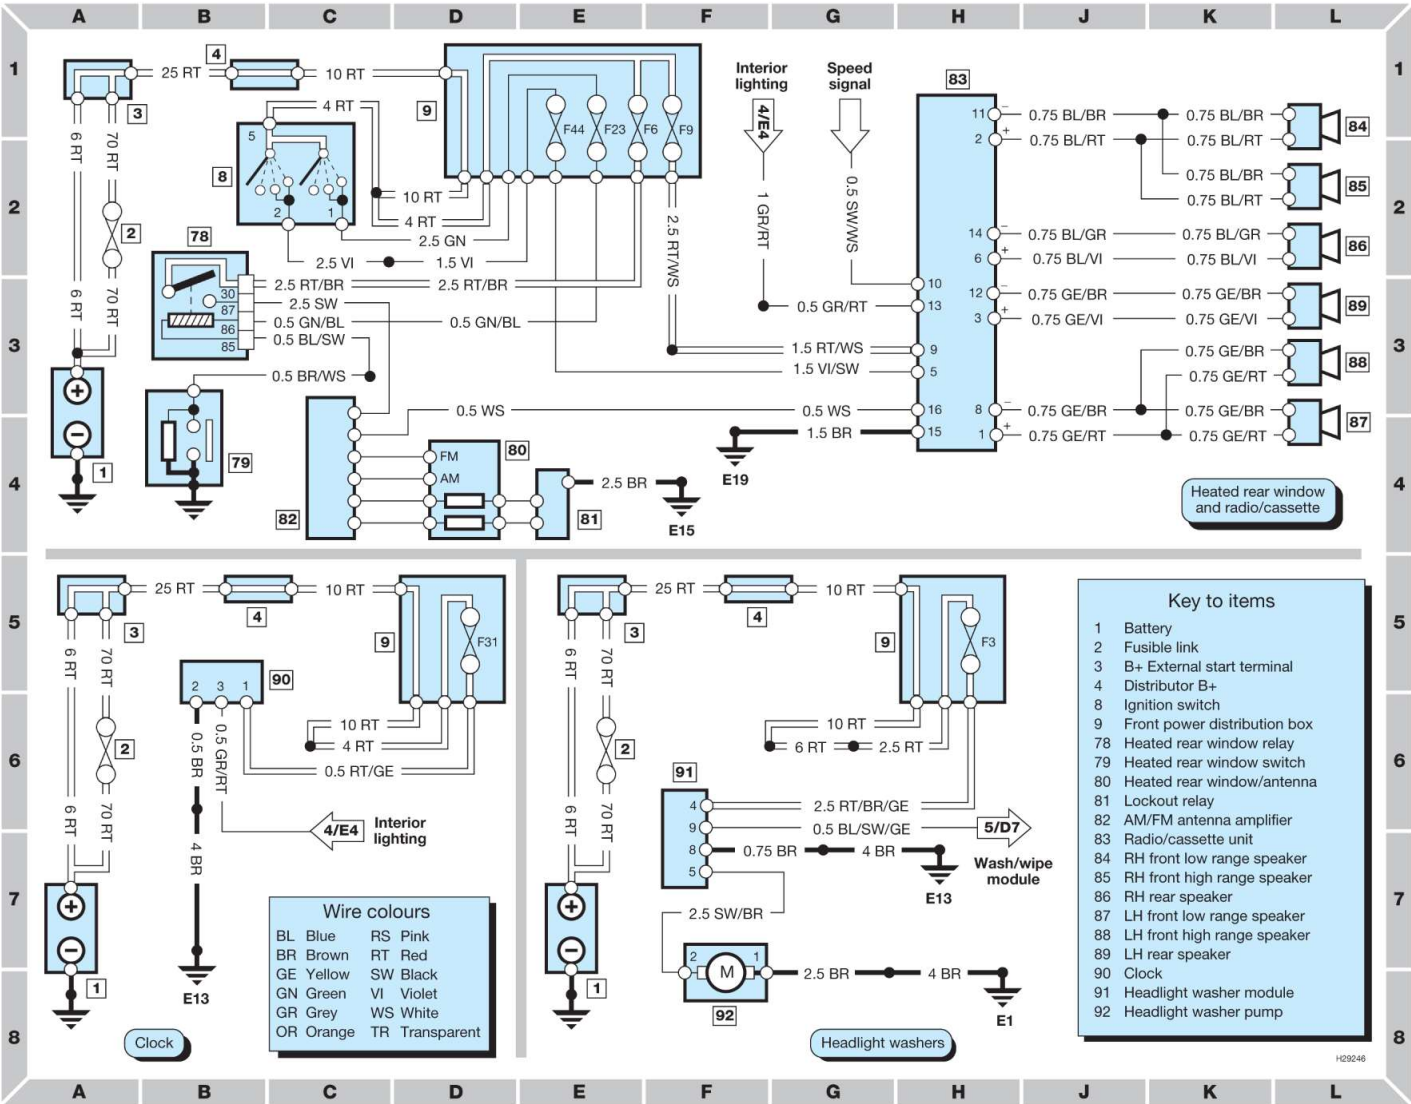 A B C D E F G H J K L
1
4
25 RT
10 RT
3
4 RT
9
F44 F23 F6 F9
Interior
lighting
4/E4
Speed
signal
83
11 − 0.75 BL/BR 0.75 BL/BR 84
2 + 0.75 BL/RT 0.75 BL/RT
1
6 RT
70 RT
5
8
2 1
2
10 RT
4 RT
2.5 GN
2.5 VI 1.5 VI
1 GR/RT
0.5 SW/WS
2.5 RT/WS
0.75 BL/BR 85
0.75 BL/RT
2
2
14 − 0.75 BL/GR 0.75 BL/GR 86
6 + 0.75 BL/VI 0.75 BL/VI
78
30
87
86
85
2.5 RT/BR 2.5 RT/BR
2.5 SW
0.5 GN/BL 0.5 GN/BL
0.5 BL/SW
6 RT
70 RT
10
0.5 GR/RT 13
12 − 0.75 GE/BR 0.75 GE/BR 89
3 + 0.75 GE/VI 0.75 GE/VI
3
3
1.5 RT/WS 9
1.5 VI/SW 5
0.75 GE/BR 88
0.75 GE/RT
0.5 BR/WS
+
−
1
79
0.5 WS 0.5 WS 16
1.5 BR 15
8 − 0.75 GE/BR 0.75 GE/BR 87
1 + 0.75 GE/RT 0.75 GE/RT
E19
FM
AM
80
82
81
2.5 BR
E15
4
4
Heated rear window
and radio/cassette
5
25 RT
10 RT
3
4
9
F31
6 RT
70 RT
2 3 1
90
2
10 RT
4 RT
0.5 RT/GE
0.5 BR
0.5 GR/RT
6
6 RT
70 RT
4/E4
Interior
lighting
4 BR
7
+
−
1
E13
Wire colours
BL Blue RS Pink
BR Brown RT Red
GE Yellow SW Black
GN Green VI Violet
GR Grey WS White
OR Orange TR Transparent
8
Clock
25 RT
10 RT
3
4
9
F3
6 RT
70 RT
2
10 RT
6 RT 2.5 RT
91
4 2.5 RT/BR/GE
9 0.5 BL/SW/GE 5/D7
8 0.75 BR 4 BR
5
Wash/wipe
module
E13
6 RT
70 RT
2.5 SW/BR
+
−
1
2 M 1
2.5 BR 4 BR
92
E1
Headlight washers
Key to items
1 Battery
2 Fusible link
3 B+ External start terminal
4 Distributor B+
8 Ignition switch
9 Front power distribution box
78 Heated rear window relay
79 Heated rear window switch
80 Heated rear window/antenna
81 Lockout relay
82 AM/FM antenna amplifier
83 Radio/cassette unit
84 RH front low range speaker
85 RH front high range speaker
86 RH rear speaker
87 LH front low range speaker
88 LH front high range speaker
89 LH rear speaker
90 Clock
91 Headlight washer module
92 Headlight washer pump
5
6
7
8
H29246
A B C D E F G H J K L